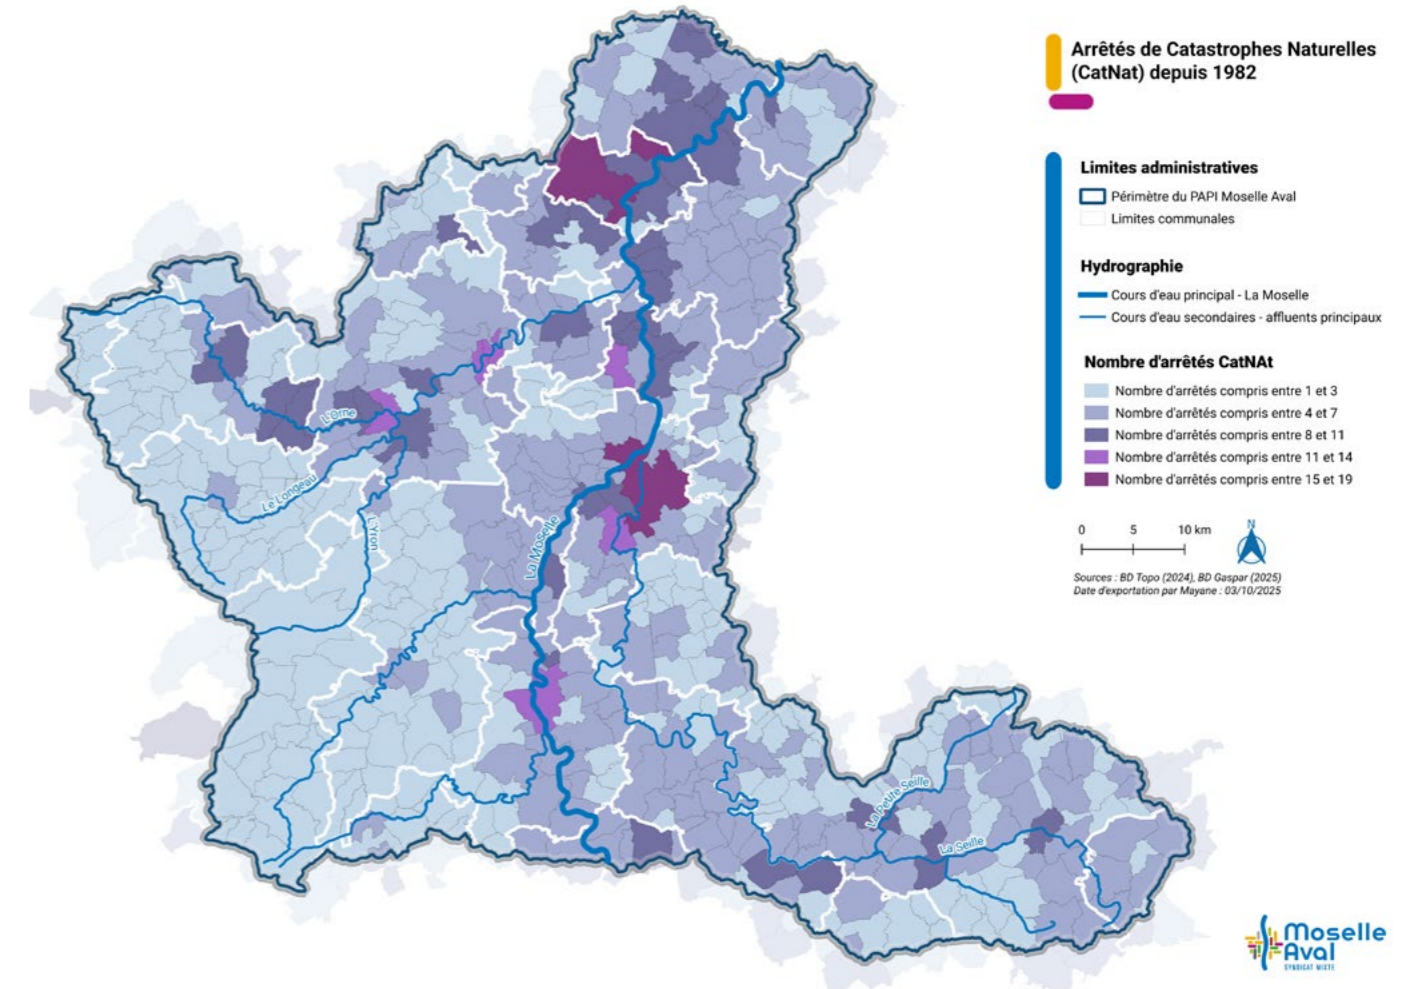 Arrêtés de Catastrophes Naturelles
(CatNat) depuis 1982
Limites administratives
Périmètre du PAPI Moselle Aval
Limites communales
Hydrographie
Cours d'eau principal - La Moselle
Cours d'eau secondaires - affluents principaux
Nombre d'arrêtés CatNAt
Nombre d'arrêtés compris entre 1 et 3
Nombre d'arrêtés compris entre 4 et 7
Nombre d'arrêtés compris entre 8 et 11
Nombre d'arrêtés compris entre 11 et 14
Nombre d'arrêtés compris entre 15 et 19
0 5 10 km
N
Sources : BD Topo (2024), BD Gaspar (2025)
Date d'exportation par Mayane : 03/10/2025
L'Orne
Le Longeau
L'Yron
La Moselle
La Petite Seille
La Seille
Moselle
Aval
SYNDICAT MIXTE